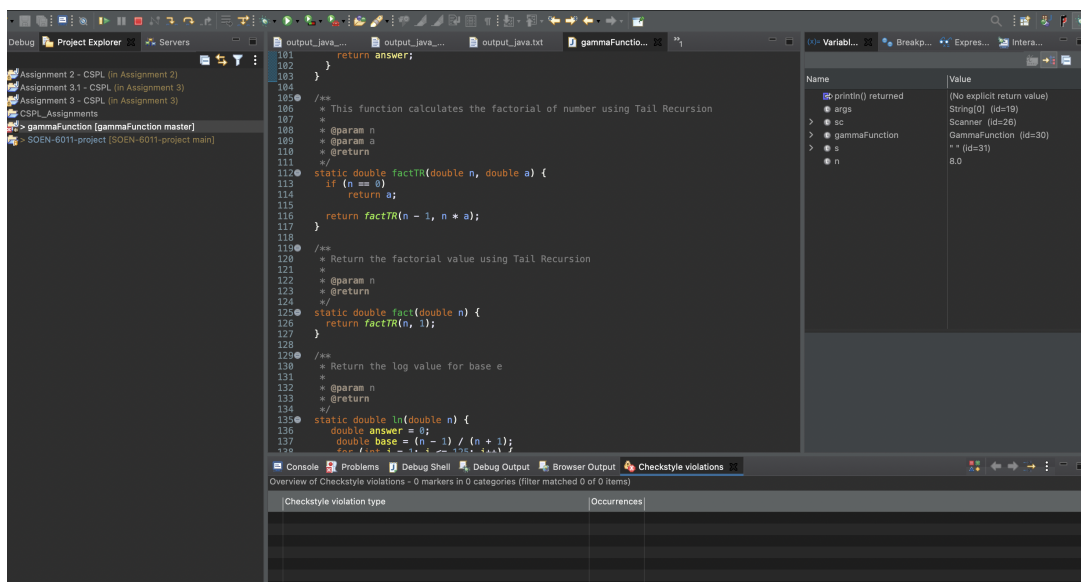 Debug Project Explorer Servers
Assignment 2 - CSPL (in Assignment 2)
Assignment 3.1 - CSPL (in Assignment 3)
Assignment 3 - CSPL (in Assignment 3)
CSPL_Assignments
> gammaFunction [gammaFunction master]
> SOEN-6011-project [SOEN-6011-project main]
output_java_... output_java_... output_java.txt gammaFunctio... »1
101 return answer;
102 }
103 }
104
105 /**
106 * This function calculates the factorial of number using Tail Recursion
107 *
108 * @param n
109 * @param a
110 * @return
111 */
112 static double factTR(double n, double a) {
113 if (n == 0)
114 return a;
115
116 return factTR(n - 1, n * a);
117 }
118
119 /**
120 * Return the factorial value using Tail Recursion
121 *
122 * @param n
123 * @return
124 */
125 static double fact(double n) {
126 return factTR(n, 1);
127 }
128
129 /**
130 * Return the log value for base e
131 *
132 * @param n
133 * @return
134 */
135 static double ln(double n) {
136 double answer = 0;
137 double base = (n - 1) / (n + 1);
138 for (int i = 1; i <= 125; i++) {
(x)= Variabl... Breakp... Expres... Intera...
Name Value
println() returned (No explicit return value)
args String[0] (id=19)
> sc Scanner (id=26)
> gammaFunction GammaFunction (id=30)
> s " " (id=31)
n 8.0
Console Problems Debug Shell Debug Output Browser Output Checkstyle violations
Overview of Checkstyle violations - 0 markers in 0 categories (filter matched 0 of 0 items)
Checkstyle violation type Occurrences